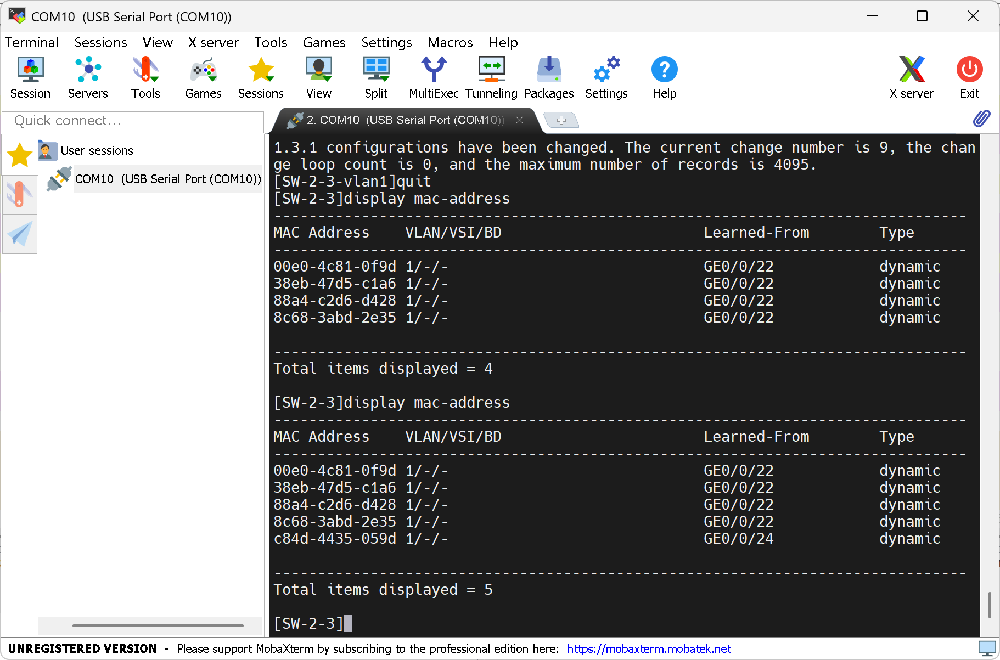 COM10  (USB Serial Port (COM10))
Terminal Sessions View X server Tools Games Settings Macros Help
Session Servers Tools Games Sessions View Split MultiExec Tunneling Packages Settings Help X server Exit
Quick connect...
2. COM10  (USB Serial Port (COM10))
User sessions
COM10  (USB Serial Port (COM10))
1.3.1 configurations have been changed. The current change number is 9, the chan
ge loop count is 0, and the maximum number of records is 4095.
[SW-2-3-vlan1]quit
[SW-2-3]display mac-address
-------------------------------------------------------------------------------
MAC Address    VLAN/VSI/BD                       Learned-From        Type
-------------------------------------------------------------------------------
00e0-4c81-0f9d 1/-/-                             GE0/0/22            dynamic
38eb-47d5-c1a6 1/-/-                             GE0/0/22            dynamic
88a4-c2d6-d428 1/-/-                             GE0/0/22            dynamic
8c68-3abd-2e35 1/-/-                             GE0/0/22            dynamic
-------------------------------------------------------------------------------
Total items displayed = 4
[SW-2-3]display mac-address
-------------------------------------------------------------------------------
MAC Address    VLAN/VSI/BD                       Learned-From        Type
-------------------------------------------------------------------------------
00e0-4c81-0f9d 1/-/-                             GE0/0/22            dynamic
38eb-47d5-c1a6 1/-/-                             GE0/0/22            dynamic
88a4-c2d6-d428 1/-/-                             GE0/0/22            dynamic
8c68-3abd-2e35 1/-/-                             GE0/0/22            dynamic
c84d-4435-059d 1/-/-                             GE0/0/24            dynamic
-------------------------------------------------------------------------------
Total items displayed = 5
[SW-2-3]
UNREGISTERED VERSION  -  Please support MobaXterm by subscribing to the professional edition here:  https://mobaxterm.mobatek.net